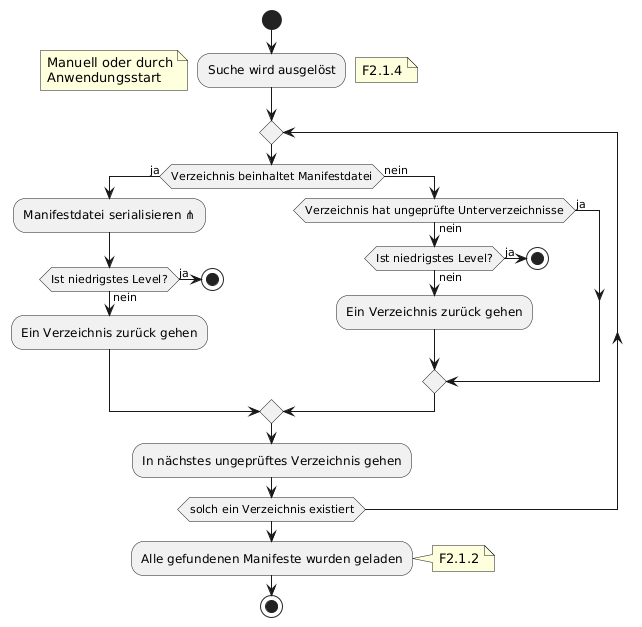 Manuell oder durch
Anwendungsstart
Suche wird ausgelöst
F2.1.4
ja
Verzeichnis beinhaltet Manifestdatei
nein
Manifestdatei serialisieren ⋔
Verzeichnis hat ungeprüfte Unterverzeichnisse
ja
nein
Ist niedrigstes Level?
ja
nein
Ist niedrigstes Level?
ja
nein
Ein Verzeichnis zurück gehen
Ein Verzeichnis zurück gehen
In nächstes ungeprüftes Verzeichnis gehen
solch ein Verzeichnis existiert
Alle gefundenen Manifeste wurden geladen
F2.1.2